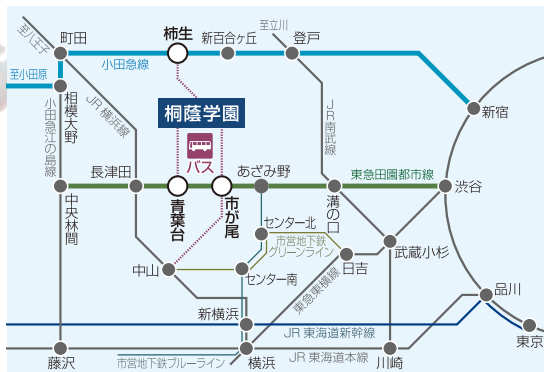 至立川
至八王子
町田
柿生
新百合ヶ丘
登戸
小田急線
至小田原
相模大野
JR横浜線
小田急江の島線
桐蔭学園
バス
JR南武線
新宿
長津田
あざみ野
東急田園都市線
中央林間
青葉台
市が尾
溝の口
渋谷
センター北
市営地下鉄
グリーンライン
日吉
武蔵小杉
中山
センター南
東急東横線
品川
新横浜
JR東海道新幹線
東京
藤沢
市営地下鉄ブルーライン
横浜
JR東海道本線
川崎